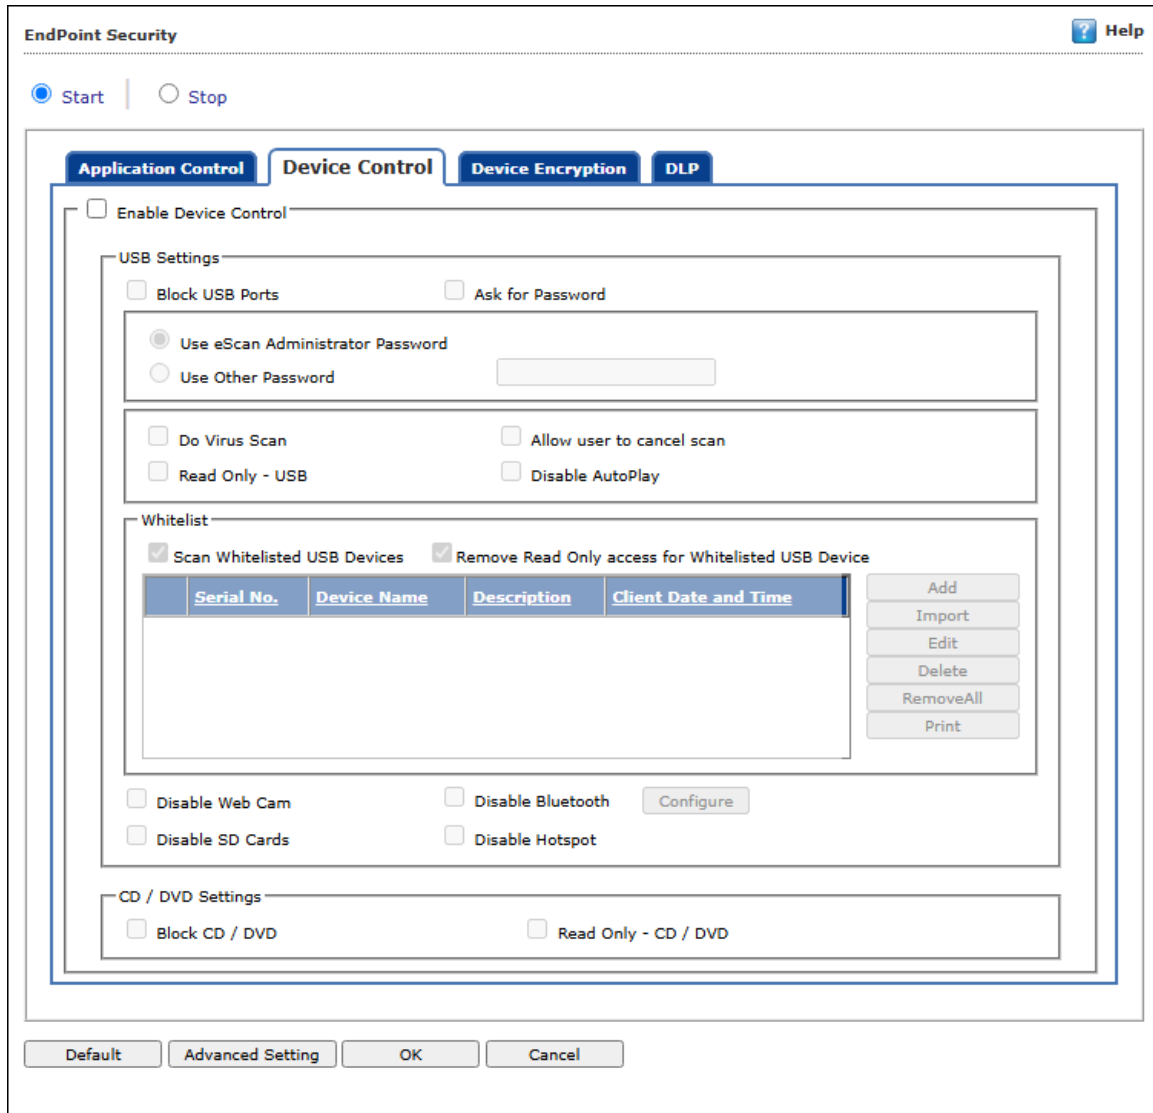 EndPoint Security
? Help
Start Stop
Application Control Device Control Device Encryption DLP
Enable Device Control
USB Settings
Block USB Ports Ask for Password
Use eScan Administrator Password
Use Other Password
Do Virus Scan Allow user to cancel scan
Read Only - USB Disable AutoPlay
Whitelist
Scan Whitelisted USB Devices Remove Read Only access for Whitelisted USB Device
Serial No. Device Name Description Client Date and Time
Add
Import
Edit
Delete
RemoveAll
Print
Disable Web Cam Disable Bluetooth Configure
Disable SD Cards Disable Hotspot
CD / DVD Settings
Block CD / DVD Read Only - CD / DVD
Default Advanced Setting OK Cancel